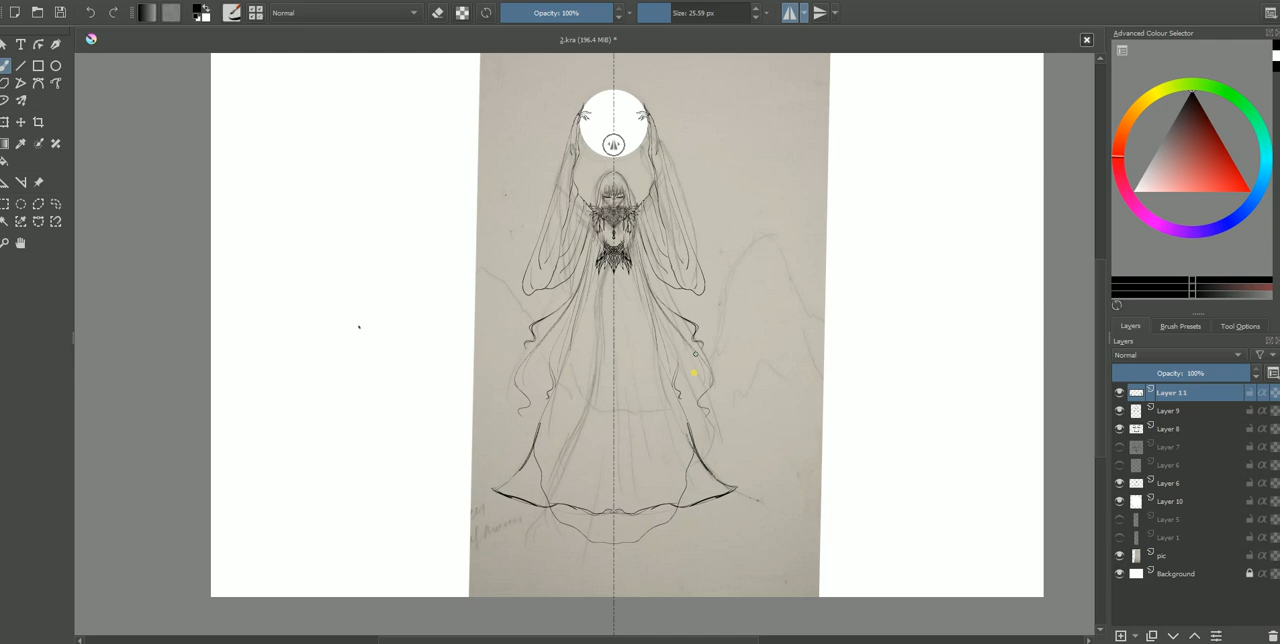 Normal
Opacity: 100%
Size: 25.59 px
2.kra (196.4 MiB) *
Advanced Colour Selector
Layers
Brush Presets
Tool Options
Layers
Normal
Opacity: 100%
Layer 11
Layer 9
Layer 8
Layer 7
Layer 6
Layer 6
Layer 10
Layer 5
Layer 1
pic
Background